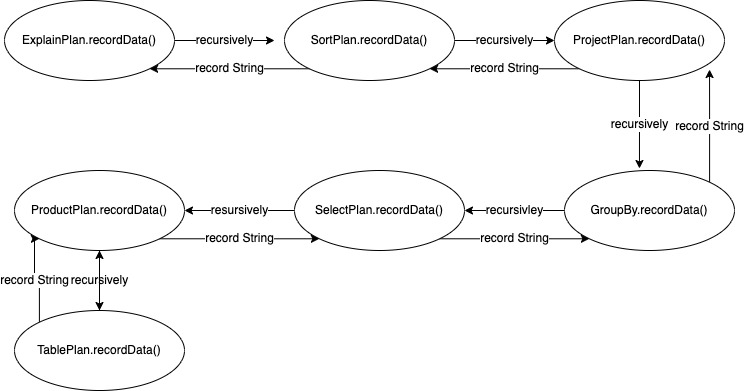 ExplainPlan.recordData()
recursively
SortPlan.recordData()
recursively
ProjectPlan.recordData()
record String
record String
recursively
record String
ProductPlan.recordData()
resursively
SelectPlan.recordData()
recursivley
GroupBy.recordData()
record String
record String
record String
recursively
TablePlan.recordData()